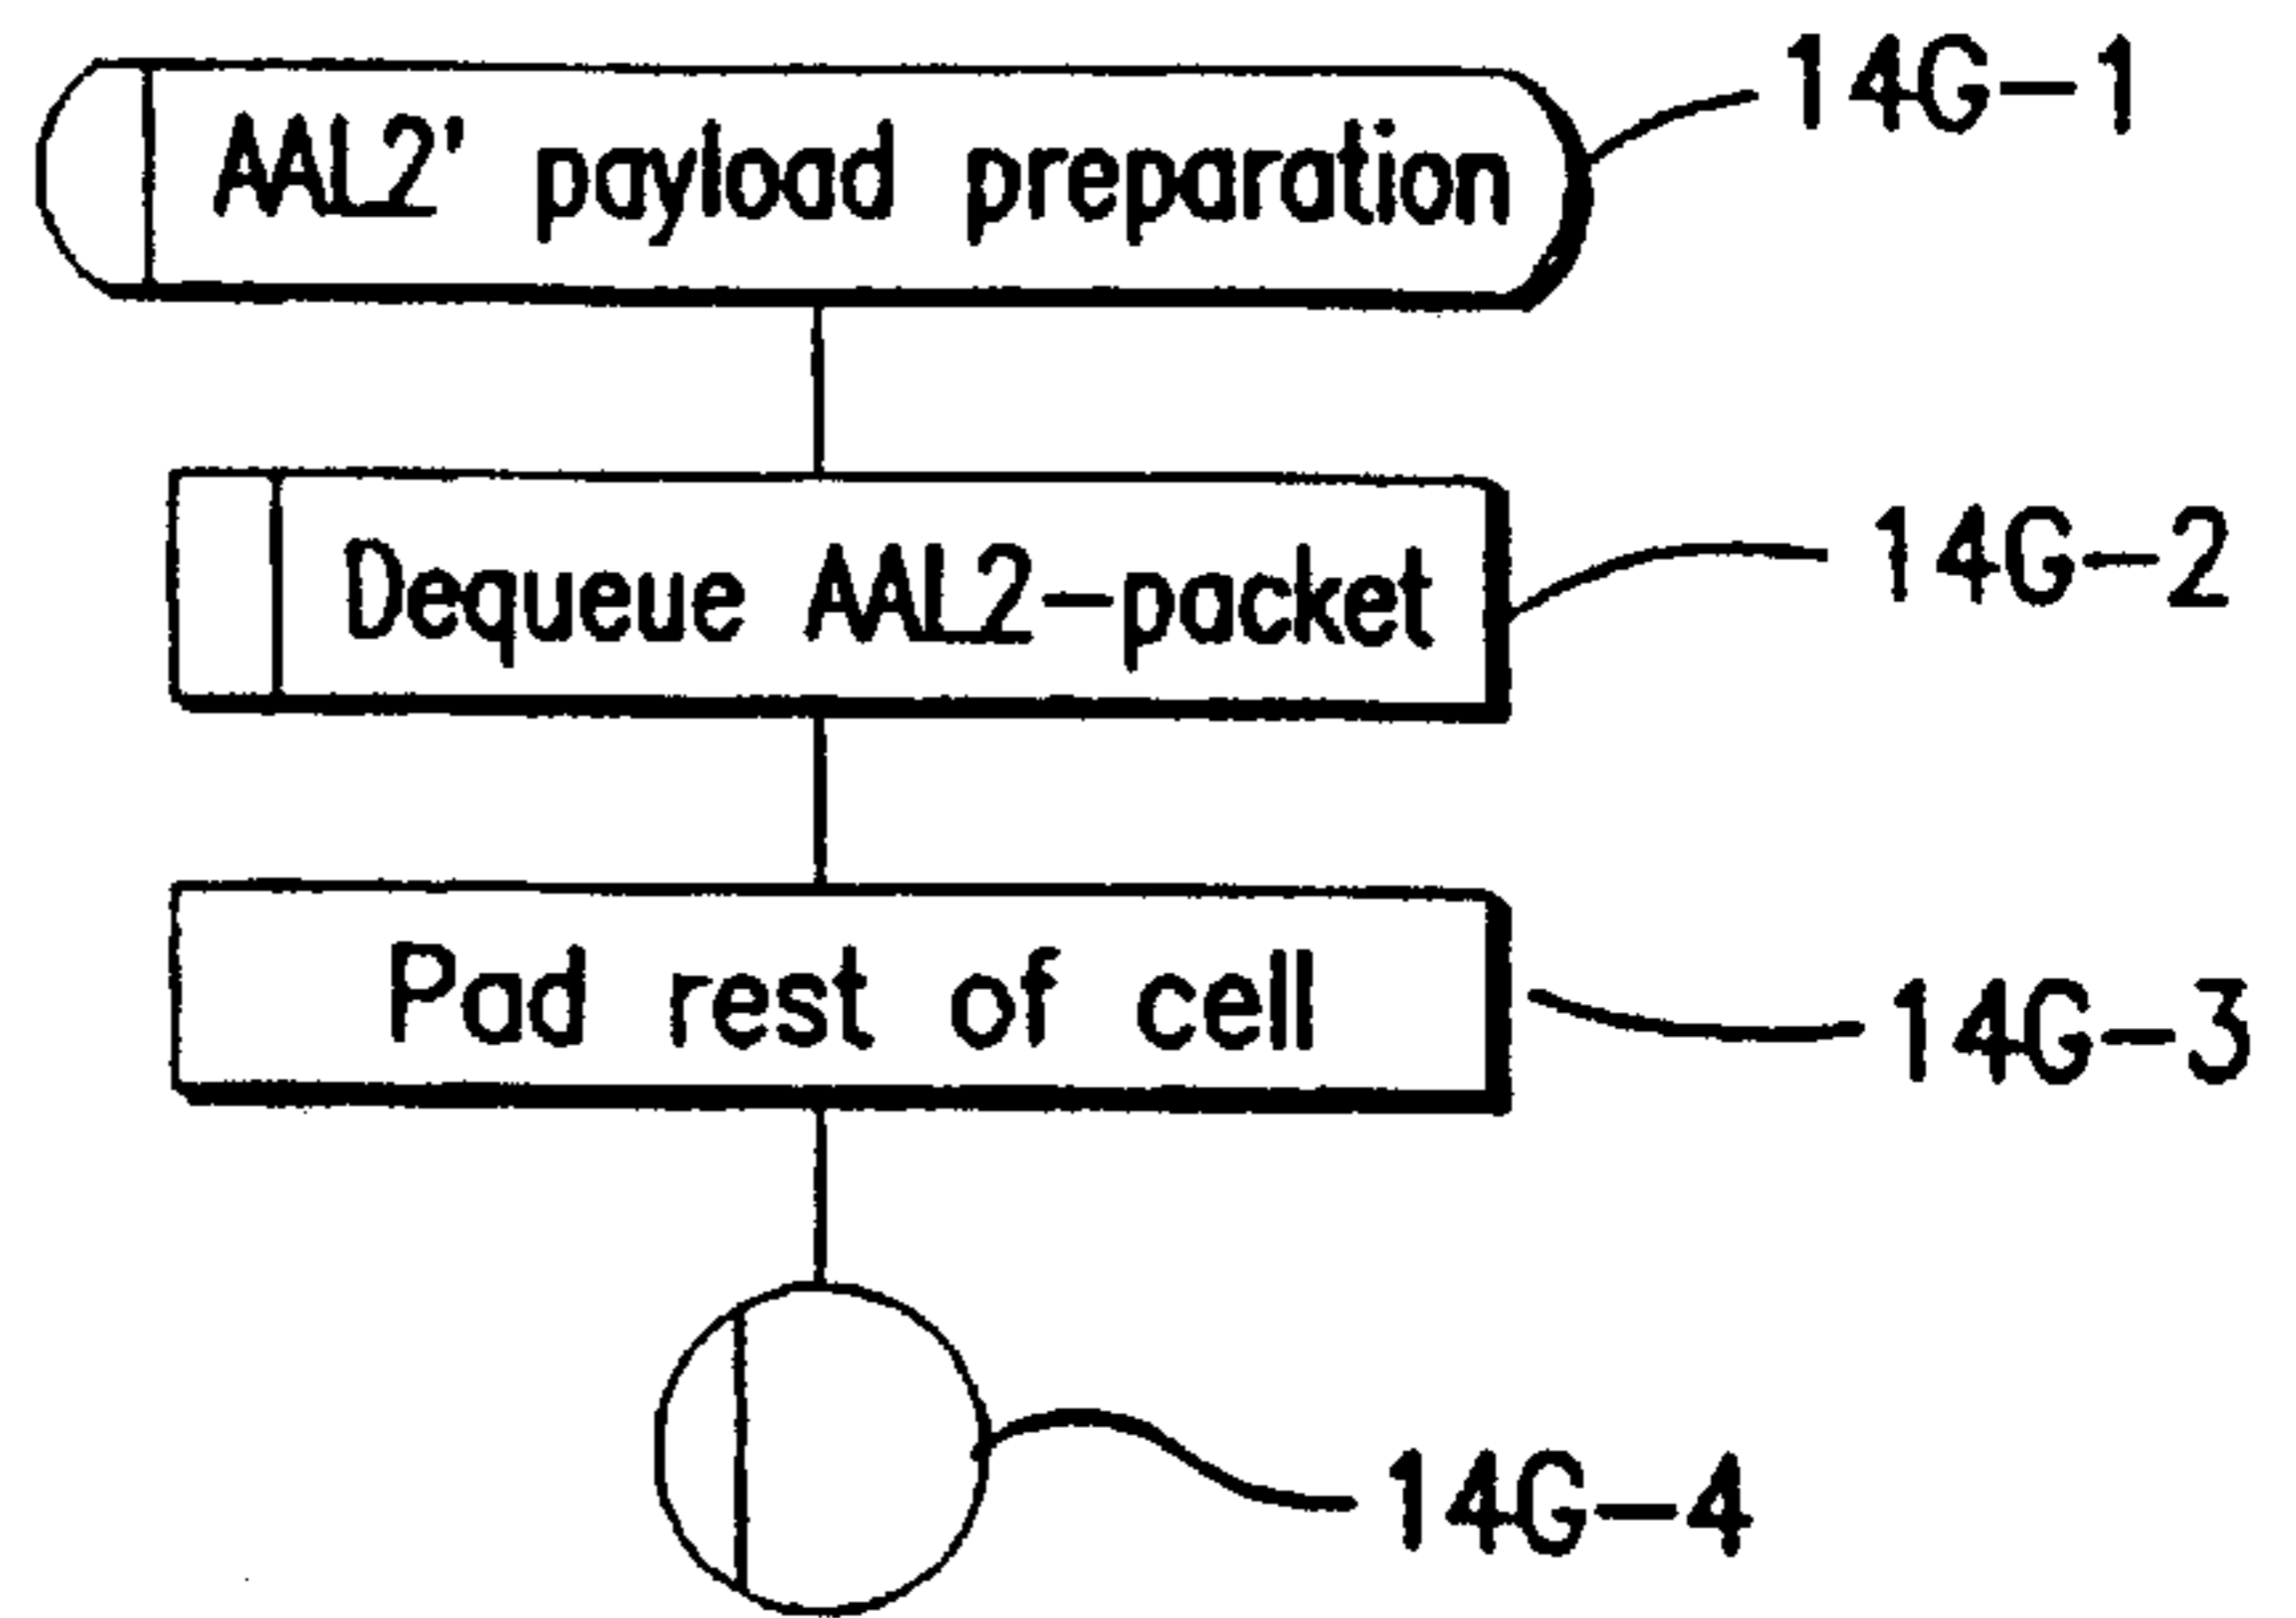 AAL2' payload preparation
14G-1
Dequeue AAL2-packet
14G-2
Pad rest of cell
14G-3
14G-4